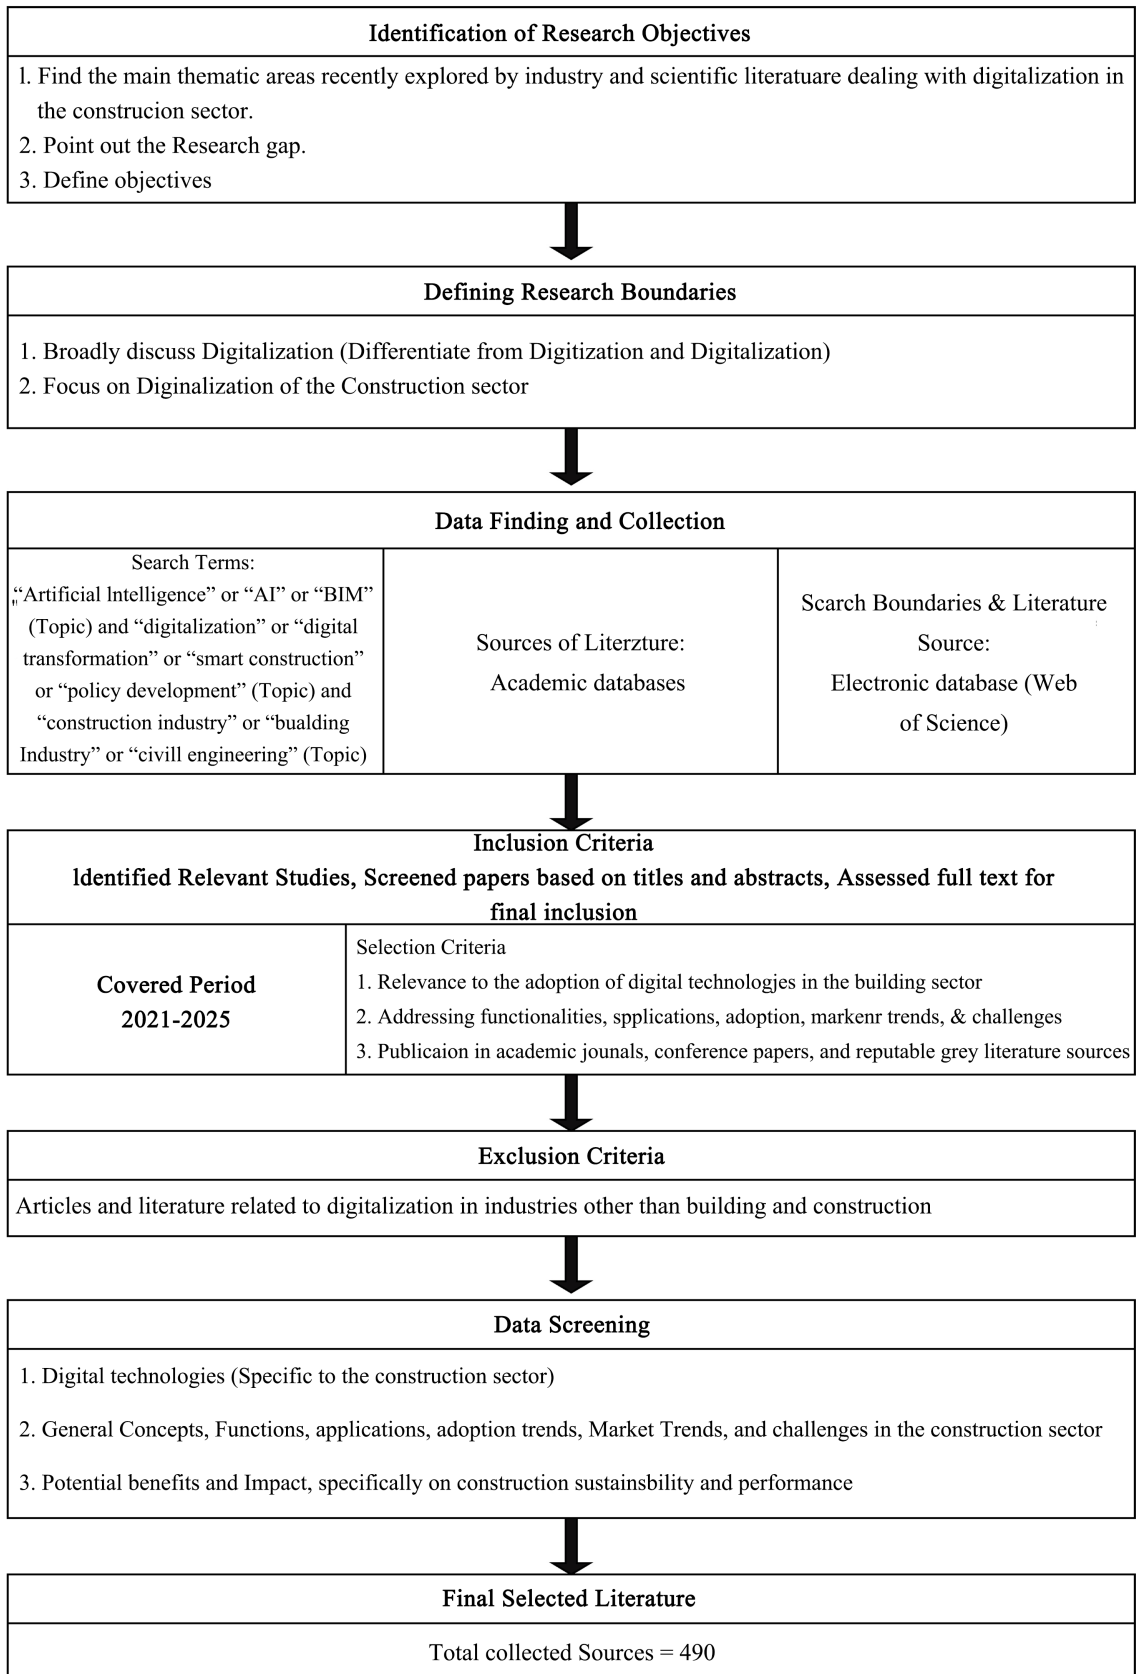 Identification of Research Objectives
1. Find the main thematic areas recently explored by industry and scientific literatuare dealing with digitalization in
the construcion sector.
2. Point out the Research gap.
3. Define objectives
Defining Research Boundaries
1. Broadly discuss Digitalization (Differentiate from Digitization and Digitalization)
2. Focus on Diginalization of the Construction sector
Data Finding and Collection
Search Terms:
“Artificial lntelligence” or “AI” or “BIM”
(Topic) and “digitalization” or “digital
transformation” or “smart construction”
or “policy development” (Topic) and
“construction industry” or “bualding
Industry” or “civill engineering” (Topic)
Sources of Literzture:
Academic databases
Scarch Boundaries & Literature
Source:
Electronic database (Web
of Science)
Inclusion Criteria
ldentified Relevant Studies, Screened papers based on titles and abstracts, Assessed full text for
final inclusion
Covered Period
2021-2025
Selection Criteria
1. Relevance to the adoption of digital technologjes in the building sector
2. Addressing functionalities, spplications, adoption, markenr trends, & challenges
3. Publicaion in academic jounals, conference papers, and reputable grey literature sources
Exclusion Criteria
Articles and literature related to digitalization in industries other than building and construction
Data Screening
1. Digital technologies (Specific to the construction sector)
2. General Concepts, Functions, applications, adoption trends, Market Trends, and challenges in the construction sector
3. Potential benefits and Impact, specifically on construction sustainsbility and performance
Final Selected Literature
Total collected Sources = 490